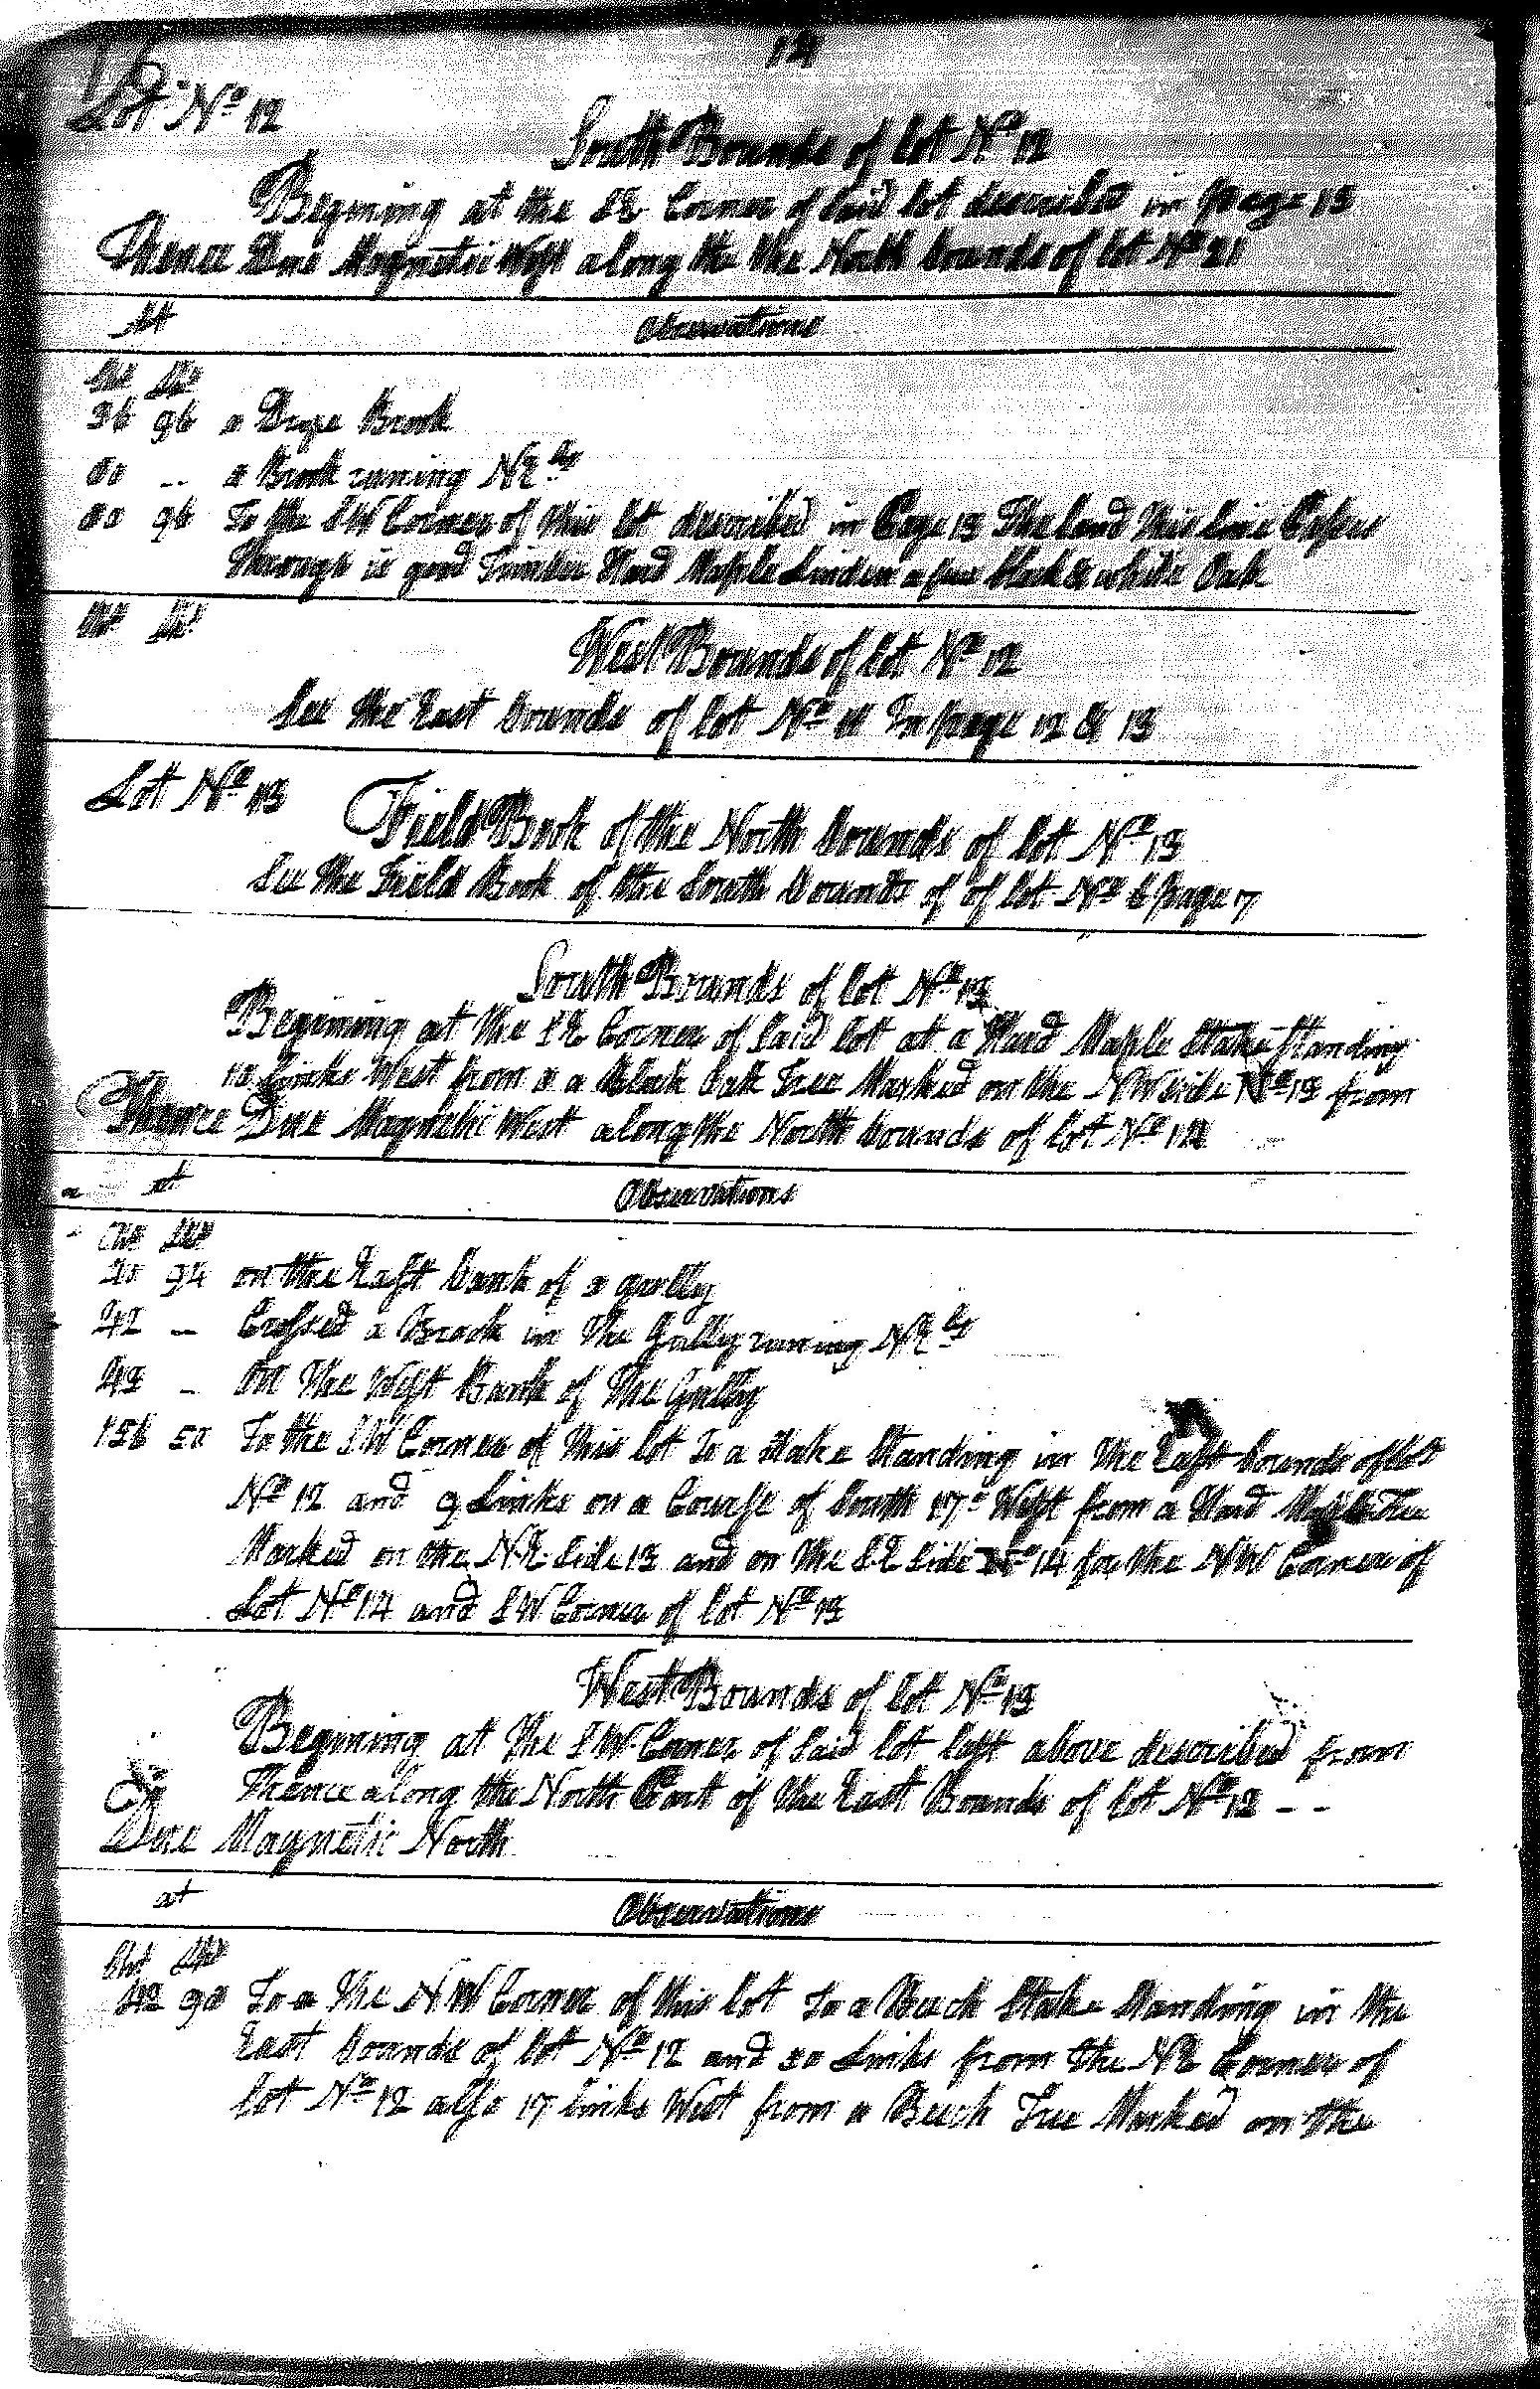 14
Lot No 12
South Bounds of lot No 12
Begining at the SE Corner of Said lot described in page 13
Thence Due Magnetic West along the the North bounds of lot No 21
At Observations
Chs Lks
36 96 a Drye Brook
60 -- a Brook runing NEly
80 96 To the SW Corner of this lot described in Page 13 The land this line Passes
through is good Timber Hard Maple Linden a few black & white Oak
Chs Lks
West Bounds of lot No 12
See the East bounds of lot No 11 In page 12 & 13
Lot No 13
Field Book of the North bounds of lot No 13
See the Field Book of the South bounds of of lot No 6 page 7
South Bounds of lot No 13
Begining at the SE Corner of Said lot at a Hard Maple Stake Standing
18 links West from a a Black Oak Tree Marked on the NW side No 13 from
Thence Due Magnetic West along the North bounds of lot No 14
at Observations
Chs Lks
20 94 on the East bank of a gully
42 -- Crossed a Brook in the Gully runing NEly
43 -- On the West Bank of the Gully
136 50 To the SW Corner of this lot To a Stake Standing in the East bounds of lot
No 12 and 9 Links on a Course of South 17° West from a Hard Maple Tree
Marked on the NE Side 13 and on the SE Side No 14 for the NW Corner of
Lot No 14 and SW Corner of lot No 13
West Bounds of lot No 13
Begining at the SW Corner of Said lot last above described from
Thence along the North Part of the East Bounds of lot No 12 --
Due Magnetic North
at Observations
Chs Lks
42 90 To a the NW Corner of this lot To a Beech Stake Standing in the
East bounds of lot No 12 and 50 Links from the NE Corner of
lot No 12 also 17 links West from a Beech Tree Marked on the